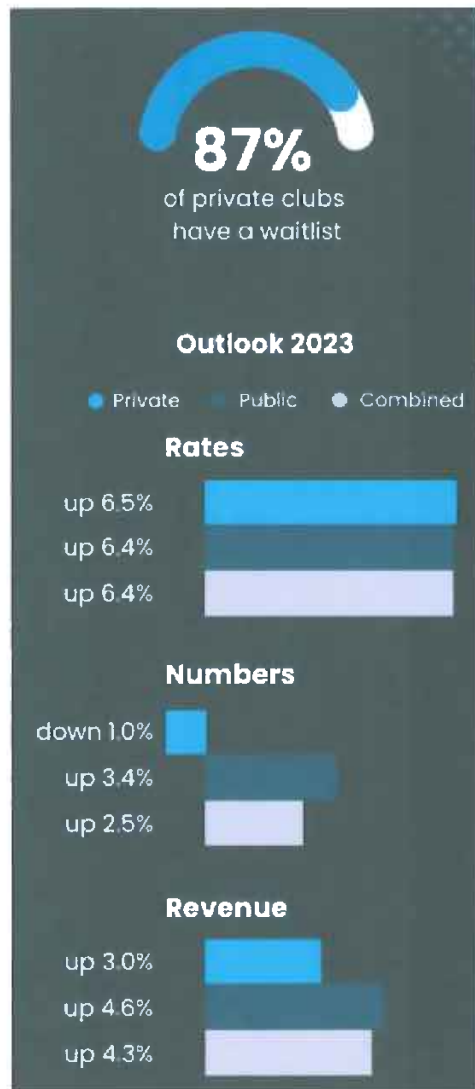 87%
of private clubs
have a waitlist
Outlook 2023
Private Public Combined
Rates
up 6.5%
up 6.4%
up 6.4%
Numbers
down 1.0%
up 3.4%
up 2.5%
Revenue
up 3.0%
up 4.6%
up 4.3%